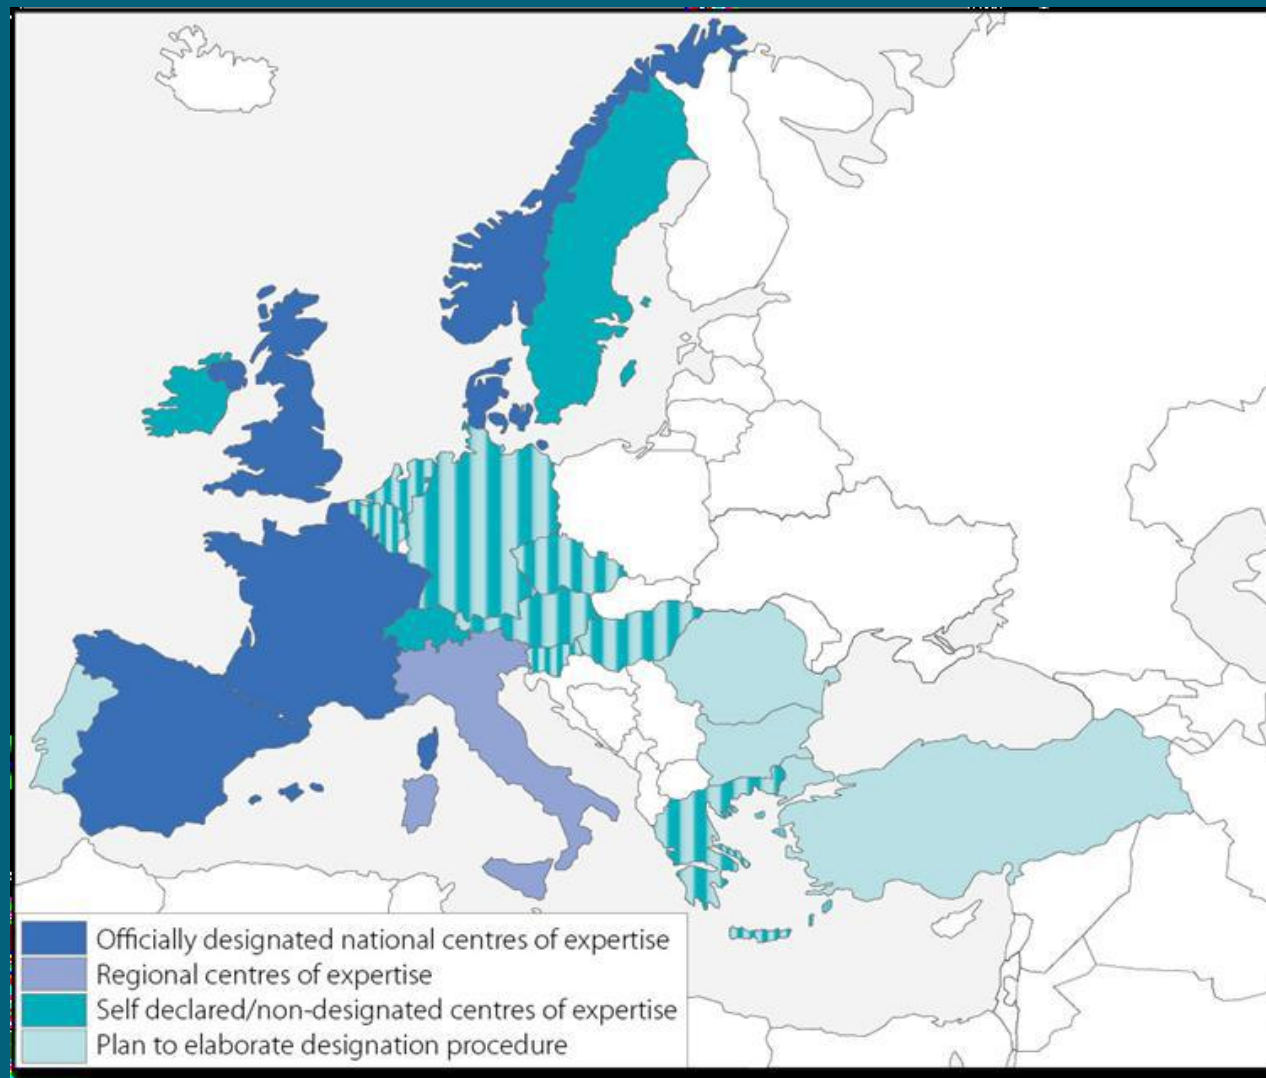 Officially designated national centres of expertise
Regional centres of expertise
Self declared/non-designated centres of expertise
Plan to elaborate designation procedure